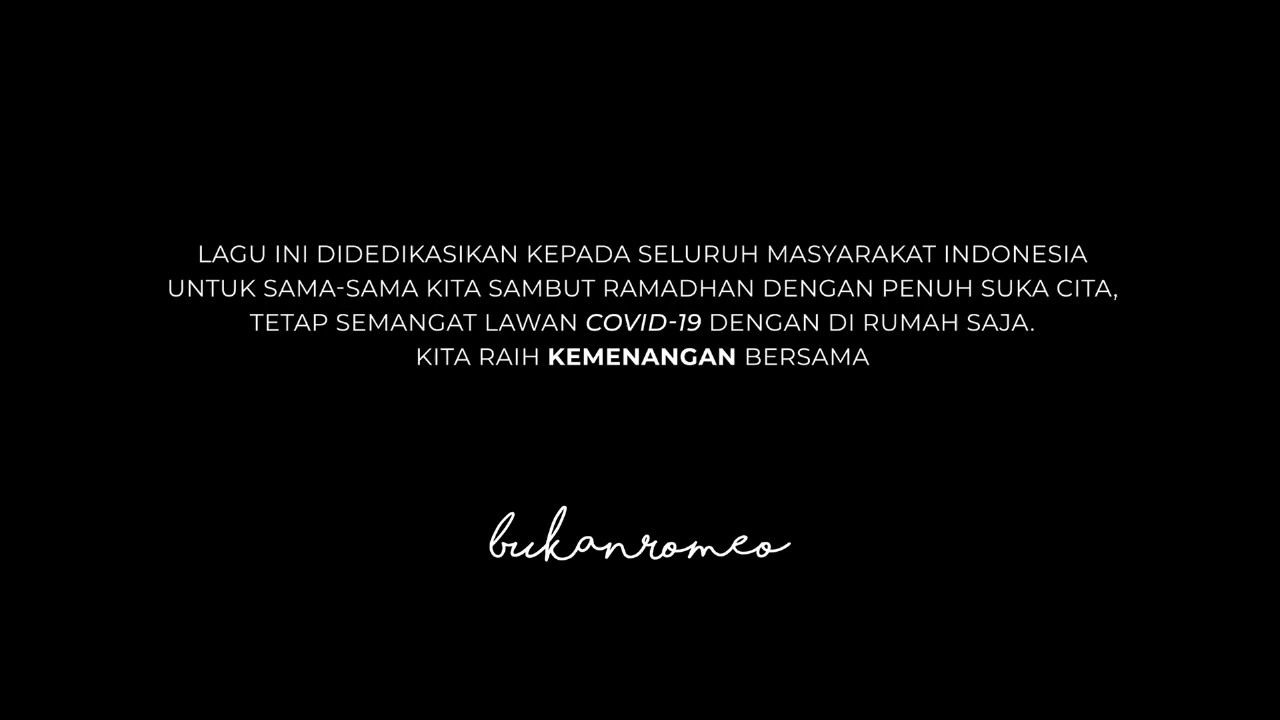 LAGU INI DIDEDIKASIKAN KEPADA SELURUH MASYARAKAT INDONESIA
UNTUK SAMA-SAMA KITA SAMBUT RAMADHAN DENGAN PENUH SUKA CITA,
TETAP SEMANGAT LAWAN COVID-19 DENGAN DI RUMAH SAJA.
KITA RAIH KEMENANGAN BERSAMA
bukanromeo